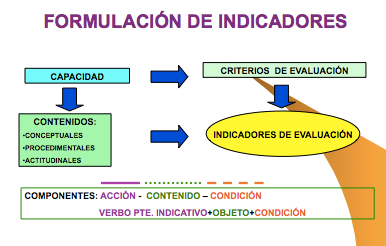 FORMULACIÓN DE INDICADORES
CAPACIDAD
CRITERIOS DE EVALUACIÓN
CONTENIDOS:
•CONCEPTUALES
•PROCEDIMENTALES
•ACTITUDINALES
INDICADORES DE EVALUACIÓN
COMPONENTES: ACCIÓN - CONTENIDO – CONDICIÓN
VERBO PTE. INDICATIVO+OBJETO+CONDICIÓN